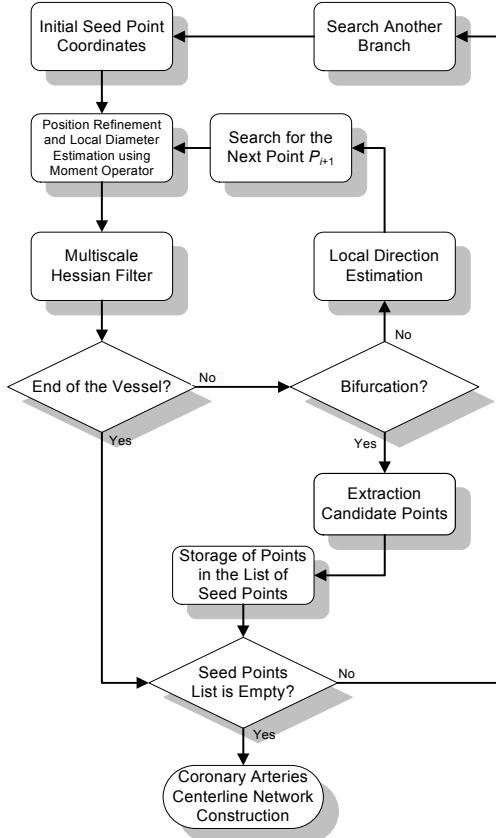 Initial Seed Point
Coordinates
Search Another
Branch
Position Refinement
and Local Diameter
Estimation using
Moment Operator
Search for the
Next Point P_{i+1}
Multiscale
Hessian Filter
Local Direction
Estimation
No
End of the Vessel?
No
Bifurcation?
Yes
Yes
Extraction
Candidate Points
Storage of Points
in the List of
Seed Points
Seed Points
List is Empty?
No
Yes
Coronary Arteries
Centerline Network
Construction